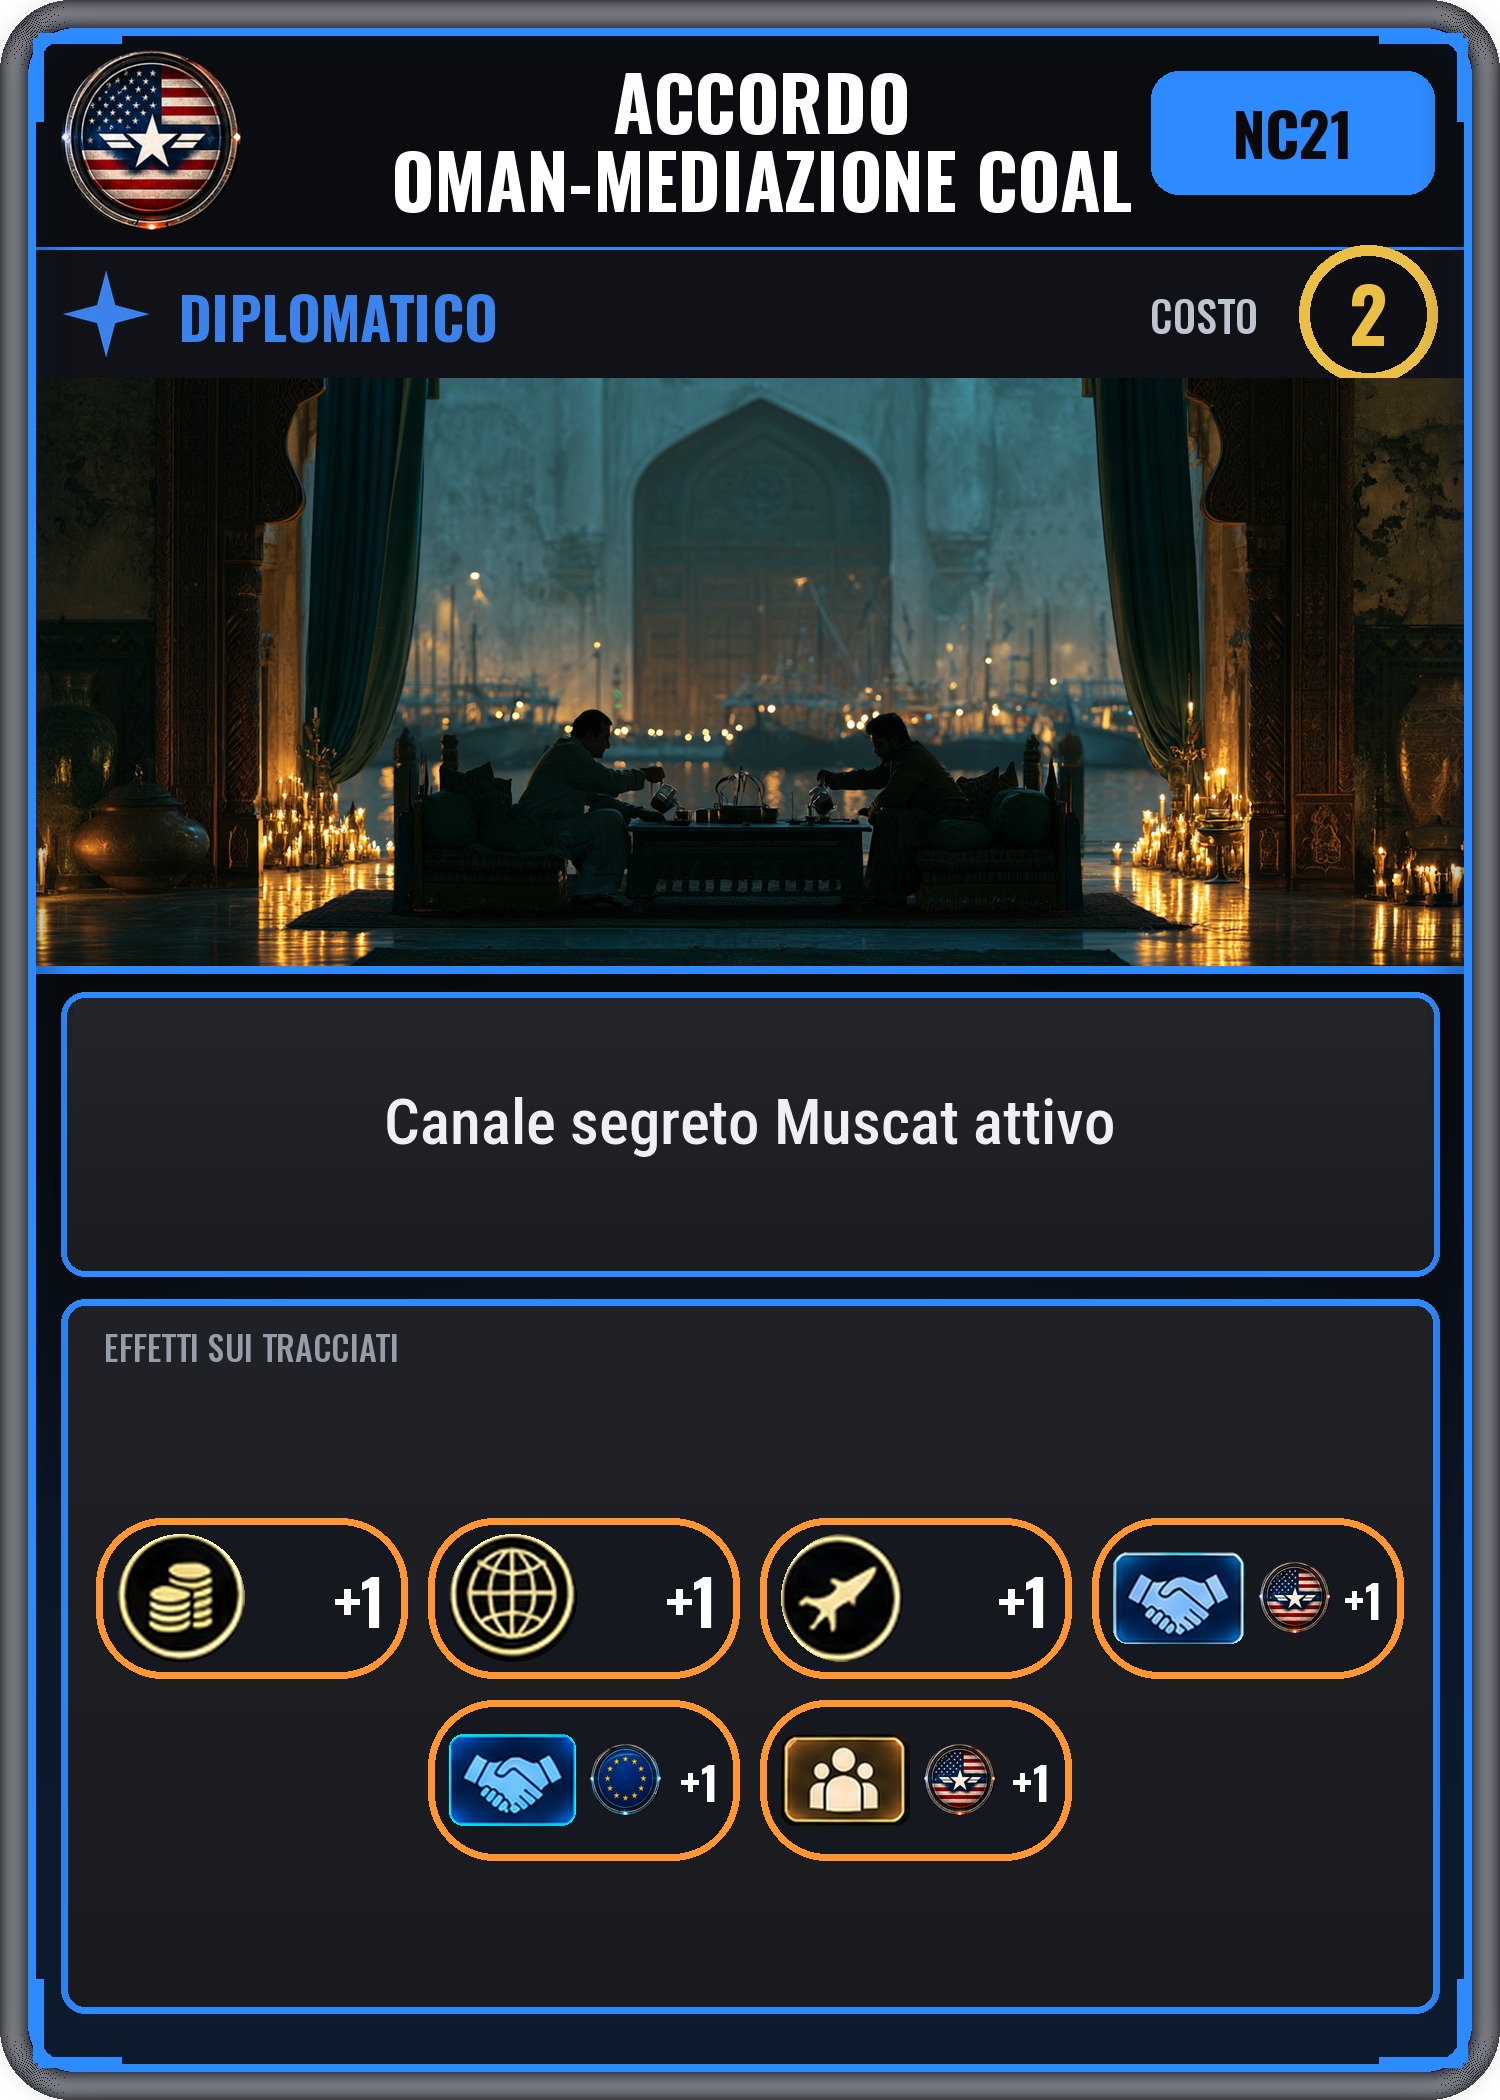 ACCORDO
OMAN-MEDIAZIONE COAL
NC21
DIPLOMATICO
COSTO
2
Canale segreto Muscat attivo
EFFETTI SUI TRACCIATI
+1
+1
+1
+1
+1
+1